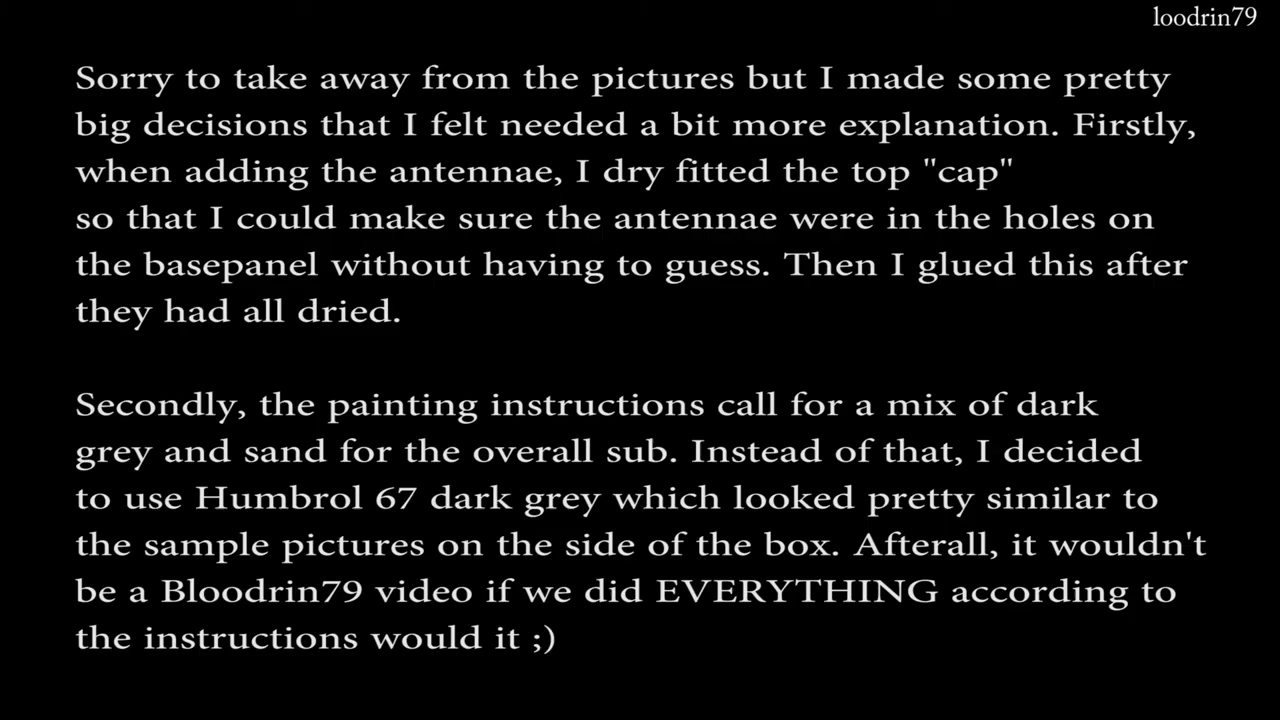 loodrin79
Sorry to take away from the pictures but I made some pretty
big decisions that I felt needed a bit more explanation. Firstly,
when adding the antennae, I dry fitted the top "cap"
so that I could make sure the antennae were in the holes on
the basepanel without having to guess. Then I glued this after
they had all dried.
Secondly, the painting instructions call for a mix of dark
grey and sand for the overall sub. Instead of that, I decided
to use Humbrol 67 dark grey which looked pretty similar to
the sample pictures on the side of the box. Afterall, it wouldn't
be a Bloodrin79 video if we did EVERYTHING according to
the instructions would it ;)